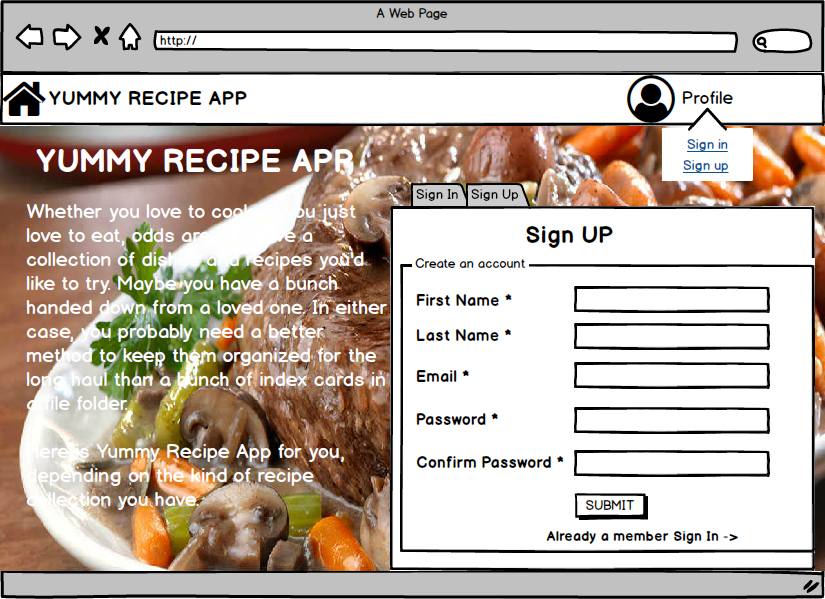 A Web Page
http://
YUMMY RECIPE APP
Profile
Sign in
Sign up
YUMMY RECIPE APP
Whether you love to cook you just
love to eat, odds are a
collection of dishes and recipes you'd
like to try. Maybe you have a bunch
handed down from a loved one. In either
case, you probably need a better
method to keep them organized for the
long haul than a bunch of index cards in
a file folder.
Here is Yummy Recipe App for you,
depending on the kind of recipe
collection you have.
Sign In
Sign Up
Sign UP
Create an account
First Name *
Last Name *
Email *
Password *
Confirm Password *
SUBMIT
Already a member Sign In ->